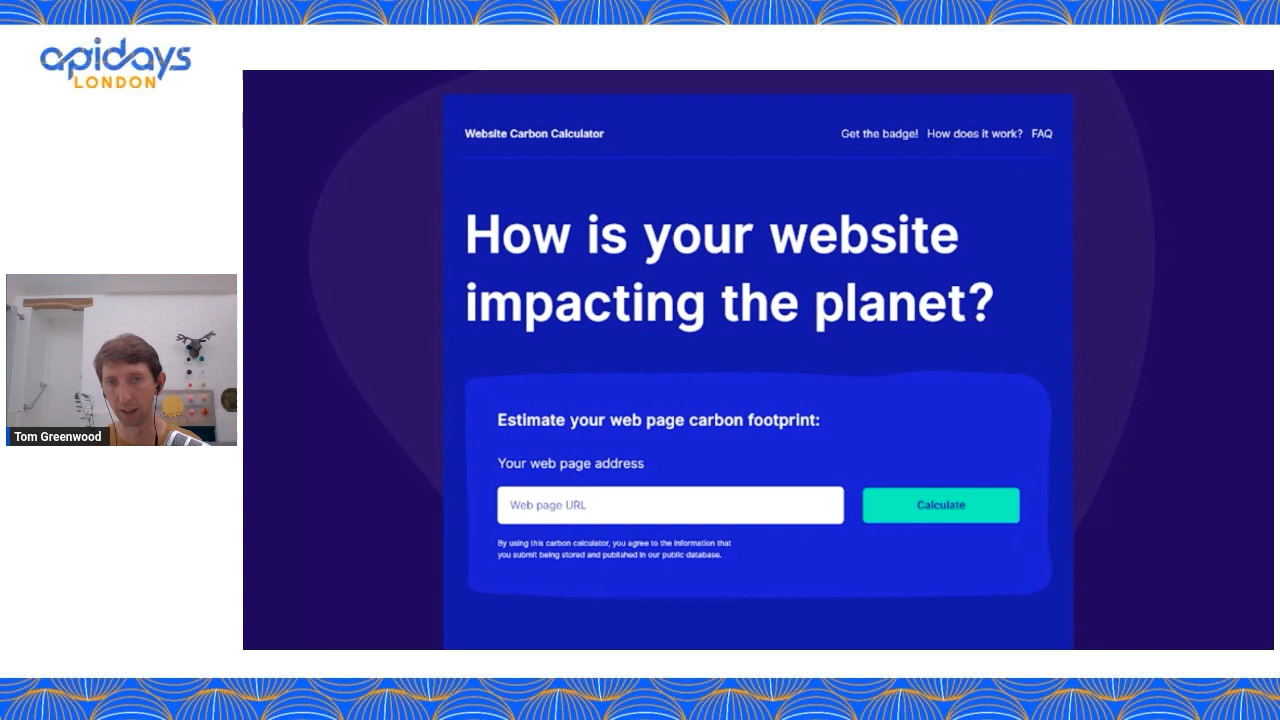 apidays
LONDON
Website Carbon Calculator
Get the badge! How does it work? FAQ
How is your website
impacting the planet?
Estimate your web page carbon footprint:
Your web page address
Web page URL
Calculate
By using this carbon calculator, you agree to the information that
you submit being stored and published in our public database.
Tom Greenwood